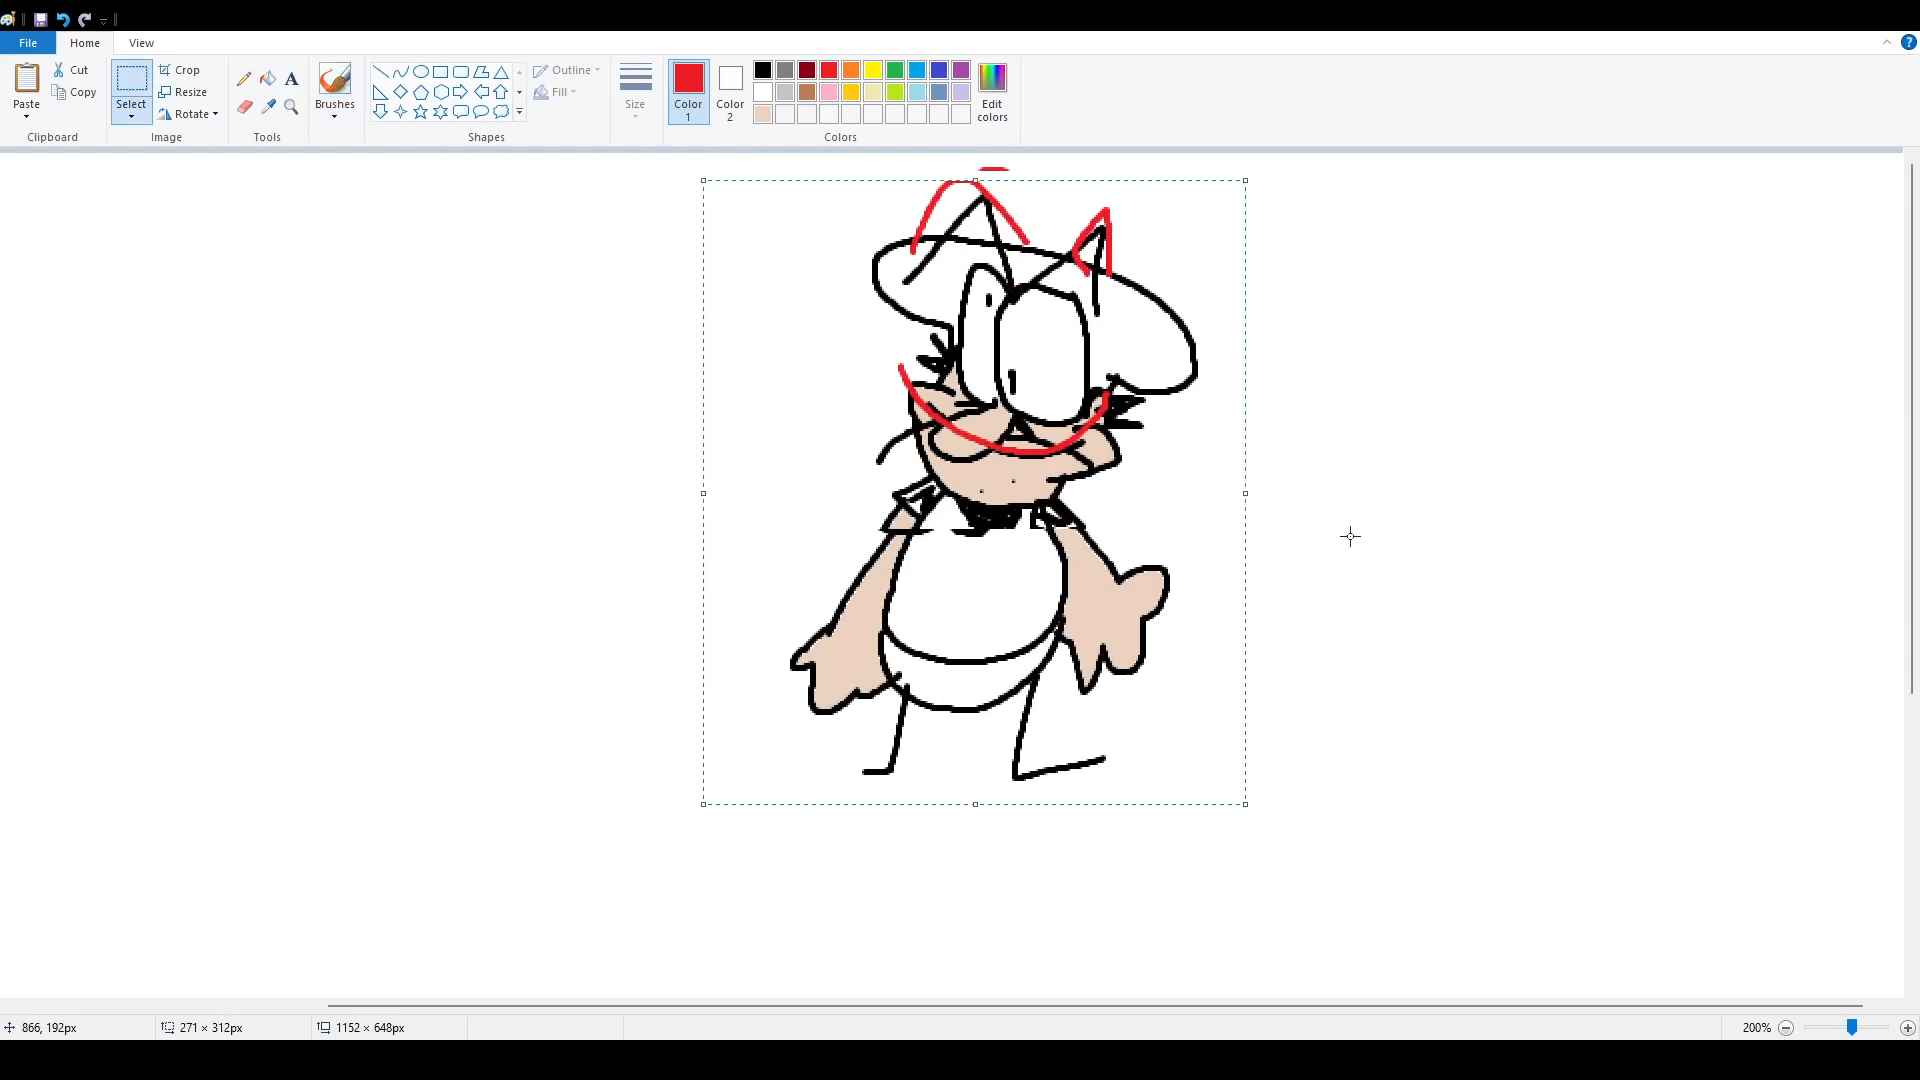 File Home View ?
Paste Cut Copy Select Crop Resize Rotate A Brushes Outline Fill Size Color 1 Color 2 Edit colors
Clipboard Image Tools Shapes Colors
866, 192px 271 × 312px 1152 × 648px 200%